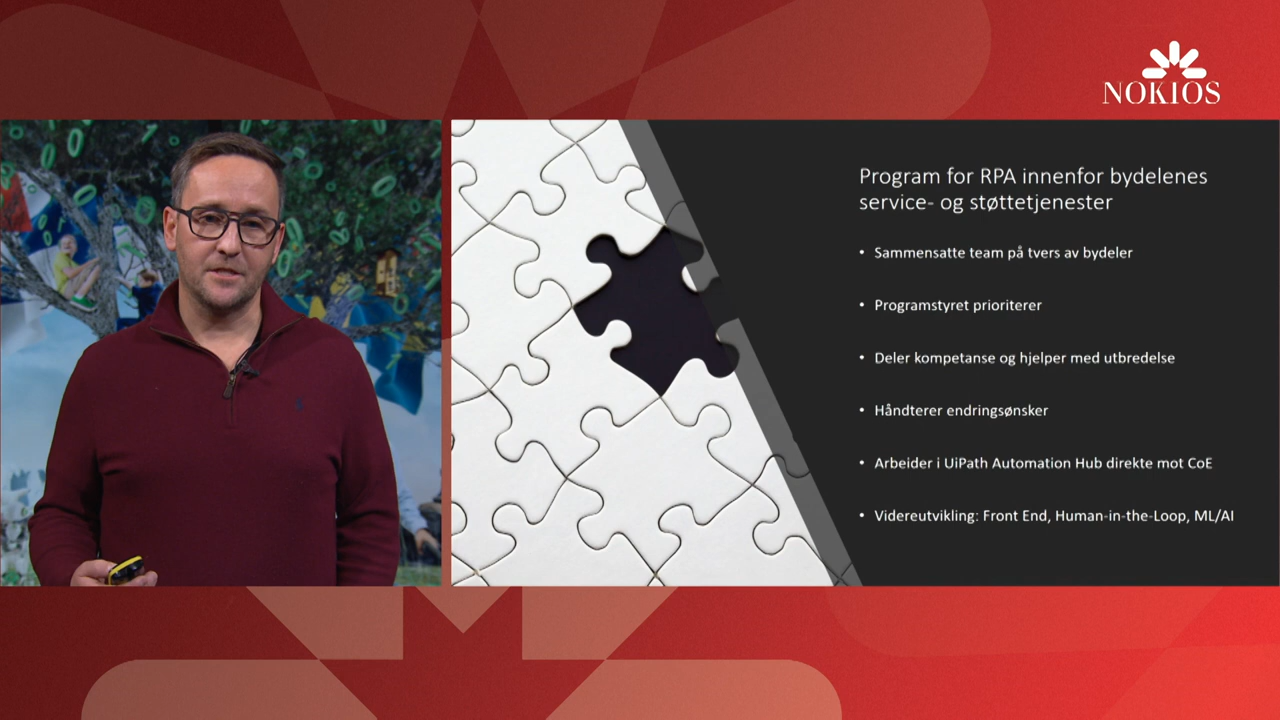 NOKIOS
Program for RPA innenfor bydelenes
service- og støttetjenester
• Sammensatte team på tvers av bydeler
• Programstyret prioriterer
• Deler kompetanse og hjelper med utbredelse
• Håndterer endringsønsker
• Arbeider i UiPath Automation Hub direkte mot CoE
• Videreutvikling: Front End, Human-in-the-Loop, ML/AI